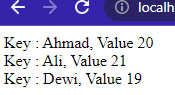 localh
Key : Ahmad, Value 20
Key : Ali, Value 21
Key : Dewi, Value 19